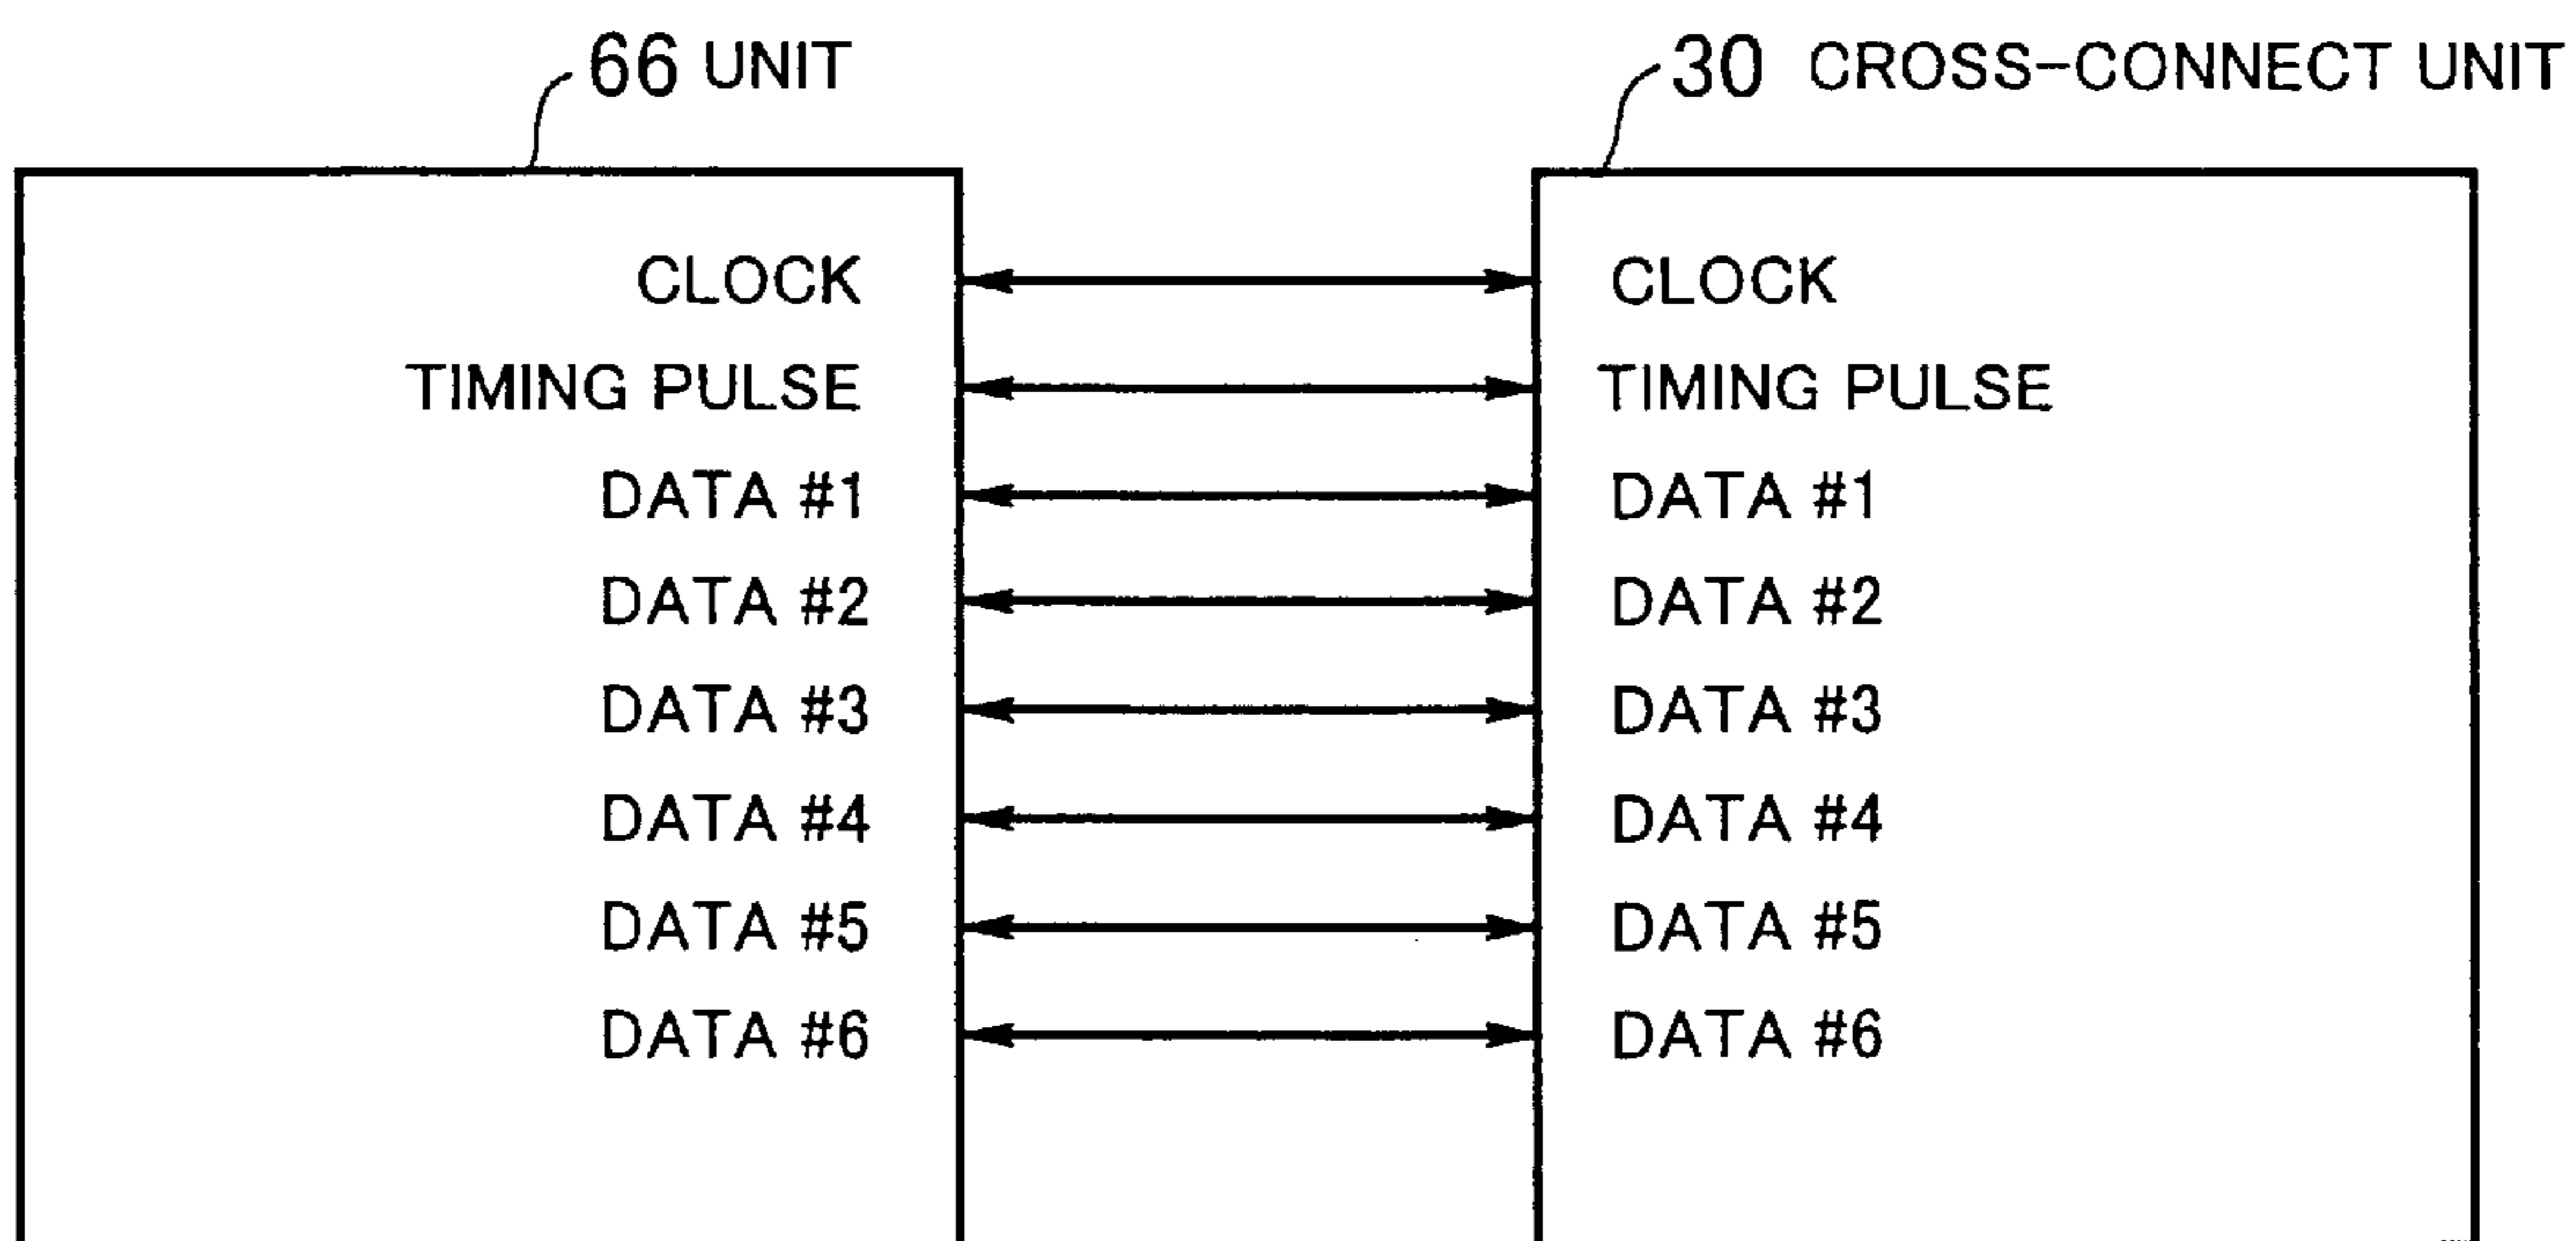 66 UNIT
30 CROSS-CONNECT UNIT
CLOCK CLOCK
TIMING PULSE TIMING PULSE
DATA #1 DATA #1
DATA #2 DATA #2
DATA #3 DATA #3
DATA #4 DATA #4
DATA #5 DATA #5
DATA #6 DATA #6